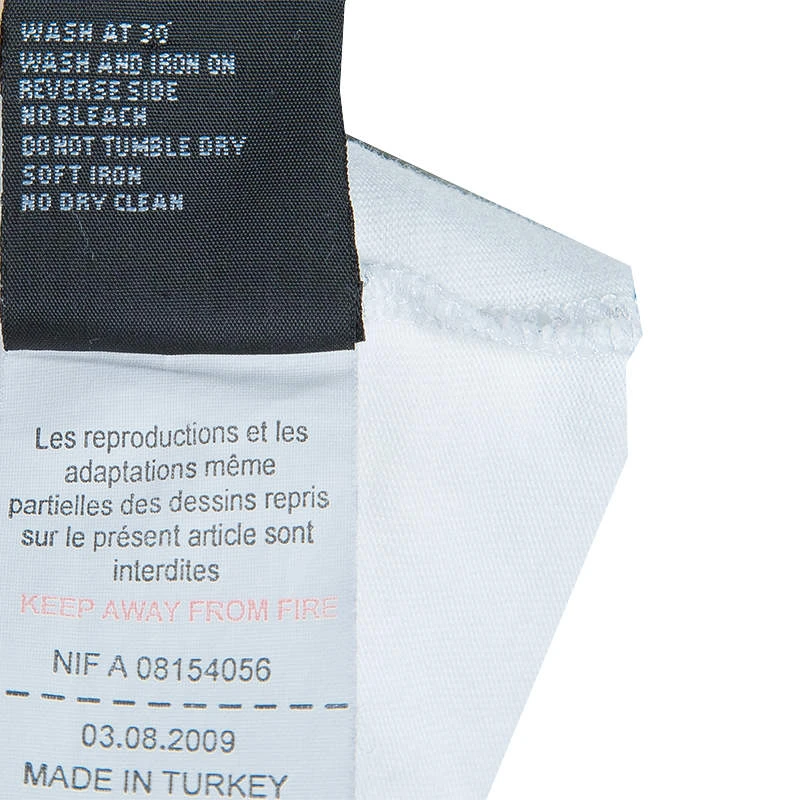 WASH AT 30°
WASH AND IRON ON
REVERSE SIDE
NO BLEACH
DO NOT TUMBLE DRY
SOFT IRON
NO DRY CLEAN
Les reproductions et les
adaptations même
partielles des dessins repris
sur le présent article sont
interdites
KEEP AWAY FROM FIRE
NIF A 08154056
03.08.2009
MADE IN TURKEY